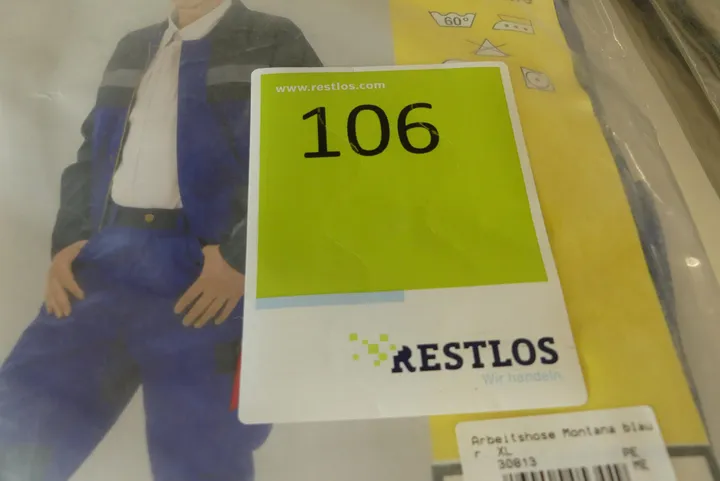 60°
www.restlos.com
106
RESTLOS
Wir handeln.
Arbeitshose Montana blau
r XL PE
30813 ME